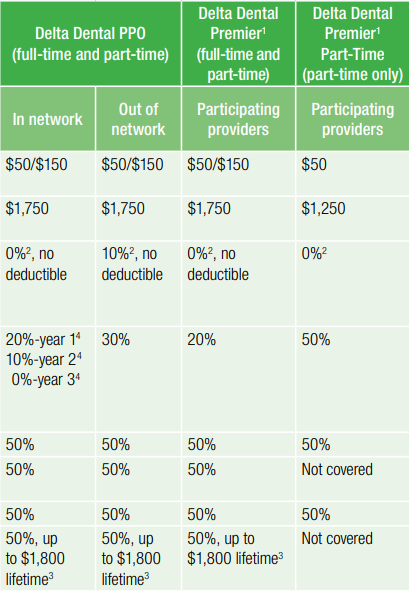 Delta Dental PPO
(full-time and part-time)
Delta Dental
Premier¹
(full-time and
part-time)
Delta Dental
Premier¹
Part-Time
(part-time only)
In network
Out of
network
Participating
providers
Participating
providers
$50/$150 $50/$150 $50/$150 $50
$1,750 $1,750 $1,750 $1,250
0%², no
deductible
10%², no
deductible
0%², no
deductible
0%²
20%-year 1⁴
10%-year 2⁴
0%-year 3⁴
30%
20%
50%
50% 50% 50% 50%
50% 50% 50% Not covered
50% 50% 50% 50%
50%, up
to $1,800
lifetime³
50%, up
to $1,800
lifetime³
50%, up to
$1,800 lifetime³
Not covered